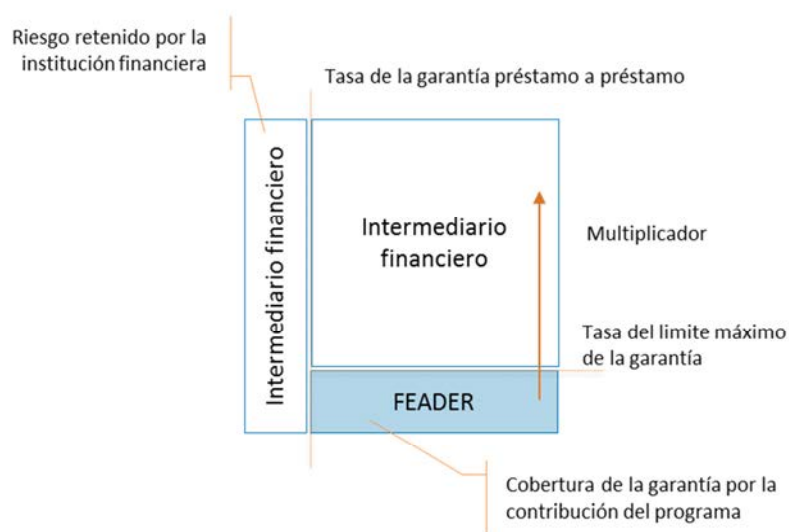 Riesgo retenido por la
institución financiera
Tasa de la garantía préstamo a préstamo
Intermediario financiero
Intermediario
financiero
Multiplicador
Tasa del limite máximo
de la garantía
FEADER
Cobertura de la garantía por la
contribución del programa